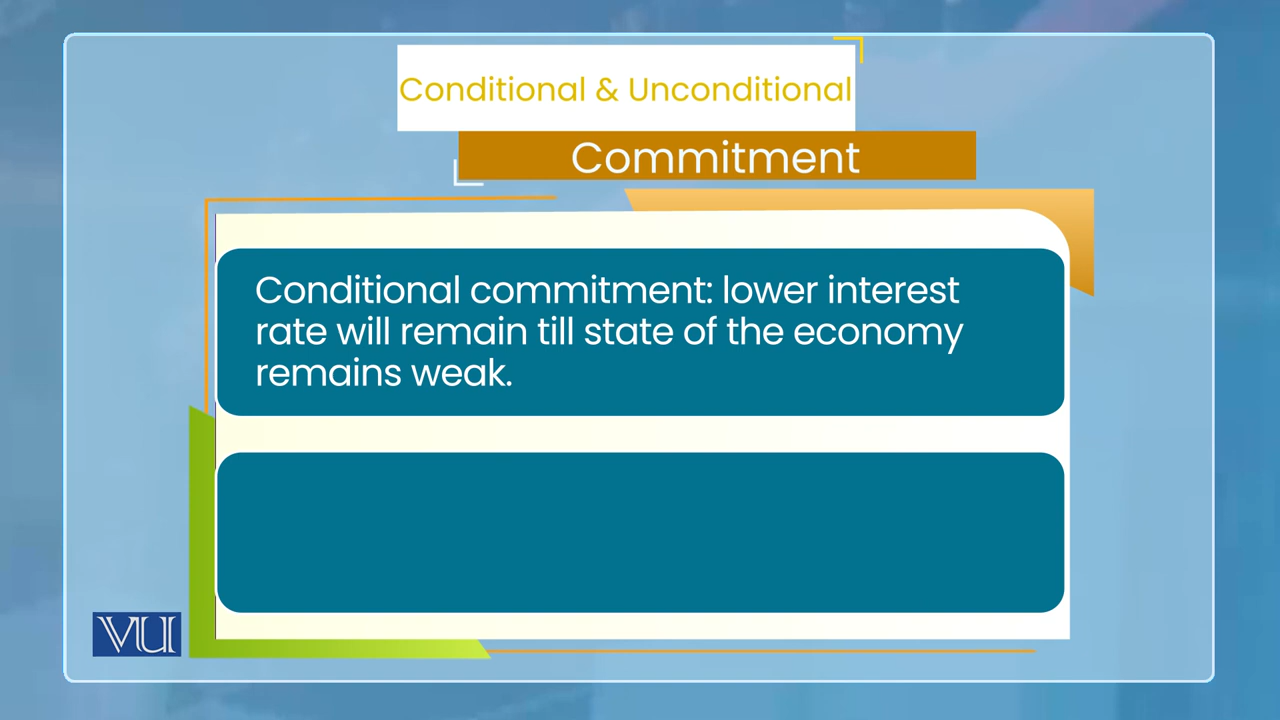 Conditional & Unconditional
Commitment
Conditional commitment: lower interest
rate will remain till state of the economy
remains weak.
VU